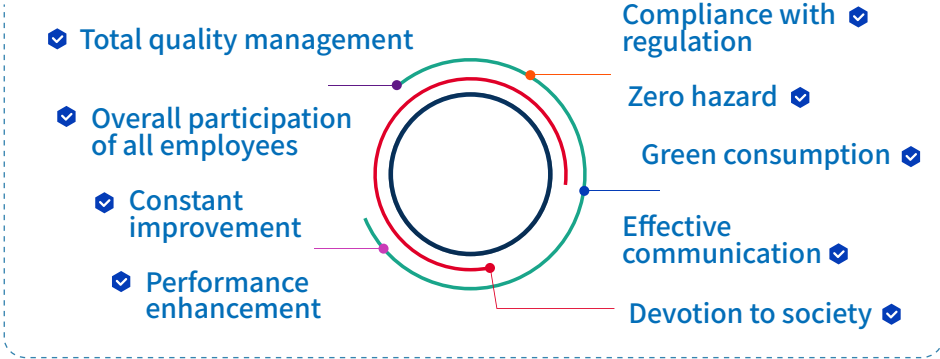 Total quality management
Overall participation
of all employees
Constant
improvement
Performance
enhancement
Compliance with
regulation
Zero hazard
Green consumption
Effective
communication
Devotion to society